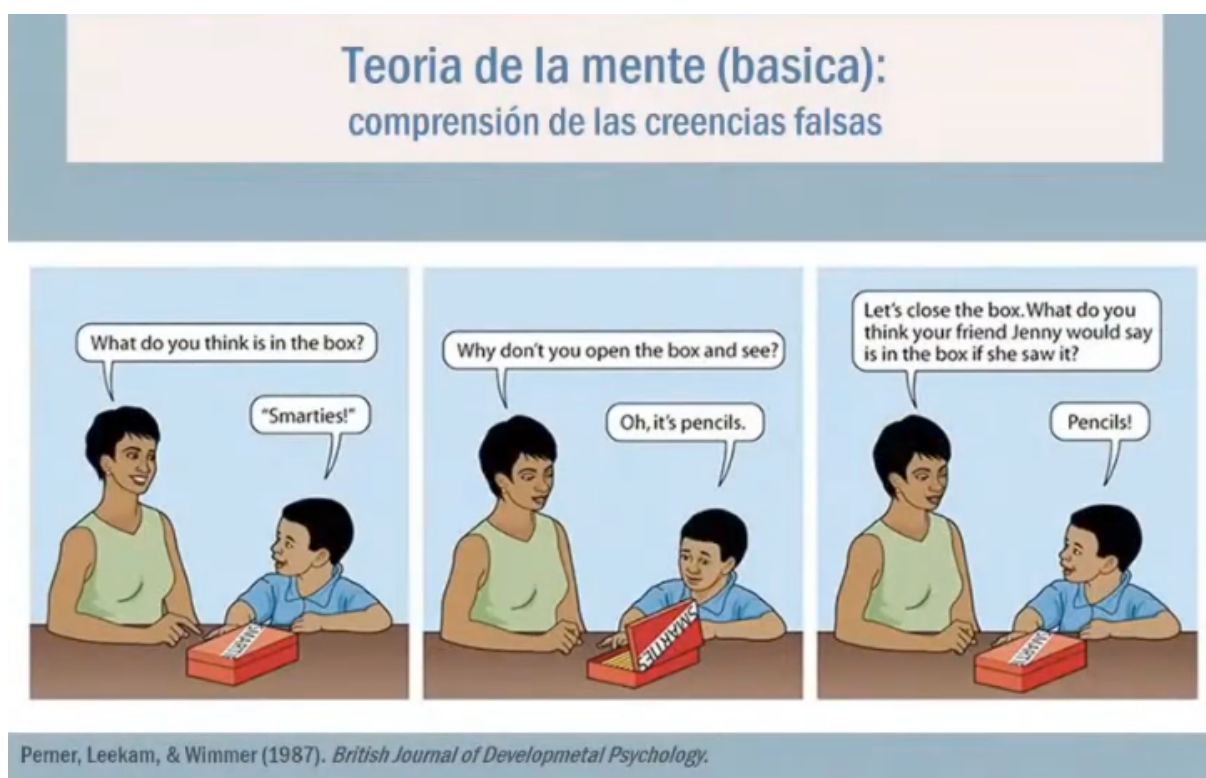 Teoria de la mente (basica):
comprensión de las creencias falsas
What do you think is in the box?
"Smarties!"
SMARTIE
Why don't you open the box and see?
Oh, it's pencils.
SMARTIES
Let's close the box. What do you
think your friend Jenny would say
is in the box if she saw it?
Pencils!
SMARTIE
Perner, Leekam, & Wimmer (1987). British Journal of Developmetal Psychology.